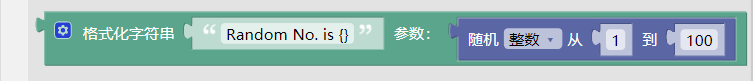 格式化字符串 “ Random No. is {} ” 参数： 随机 整数 从 1 到 100